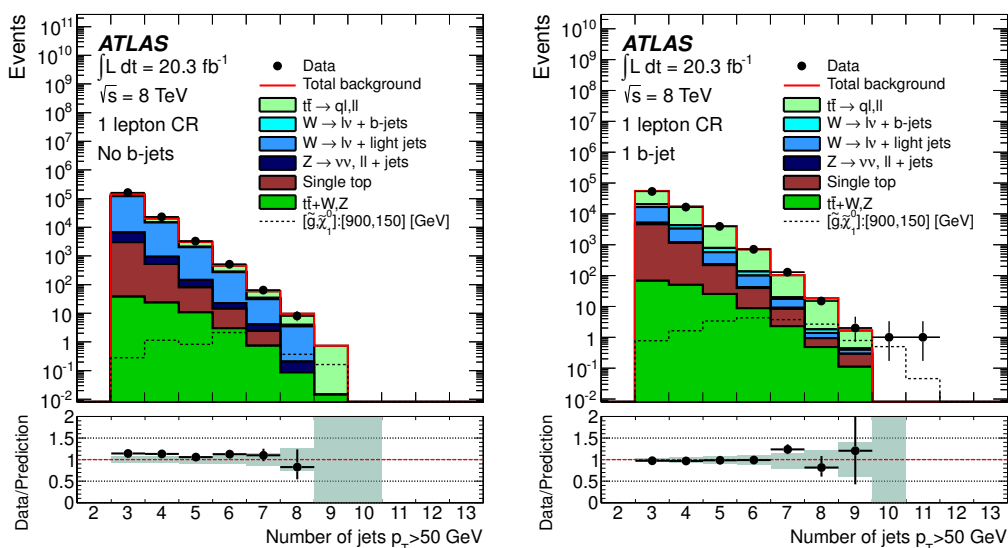 Events
10¹¹
10¹⁰
10⁹
10⁸
10⁷
10⁶
10⁵
10⁴
10³
10²
10
1
10⁻¹
10⁻²
ATLAS
∫L dt = 20.3 fb⁻¹
√s = 8 TeV
1 lepton CR
No b-jets
Data
Total background
tt̄ → ql,ll
W → lν + b-jets
W → lν + light jets
Z → νν, ll + jets
Single top
tt̄+W,Z
[g̃,χ̃₁⁰]:[900,150] [GeV]
Data/Prediction
2
1.5
1
0.5
0
2 3 4 5 6 7 8 9 10 11 12 13
Number of jets p_T>50 GeV
Events
10¹⁰
10⁹
10⁸
10⁷
10⁶
10⁵
10⁴
10³
10²
10
1
10⁻¹
10⁻²
ATLAS
∫L dt = 20.3 fb⁻¹
√s = 8 TeV
1 lepton CR
1 b-jet
Data
Total background
tt̄ → ql,ll
W → lν + b-jets
W → lν + light jets
Z → νν, ll + jets
Single top
tt̄+W,Z
[g̃,χ̃₁⁰]:[900,150] [GeV]
Data/Prediction
2
1.5
1
0.5
0
2 3 4 5 6 7 8 9 10 11 12 13
Number of jets p_T>50 GeV